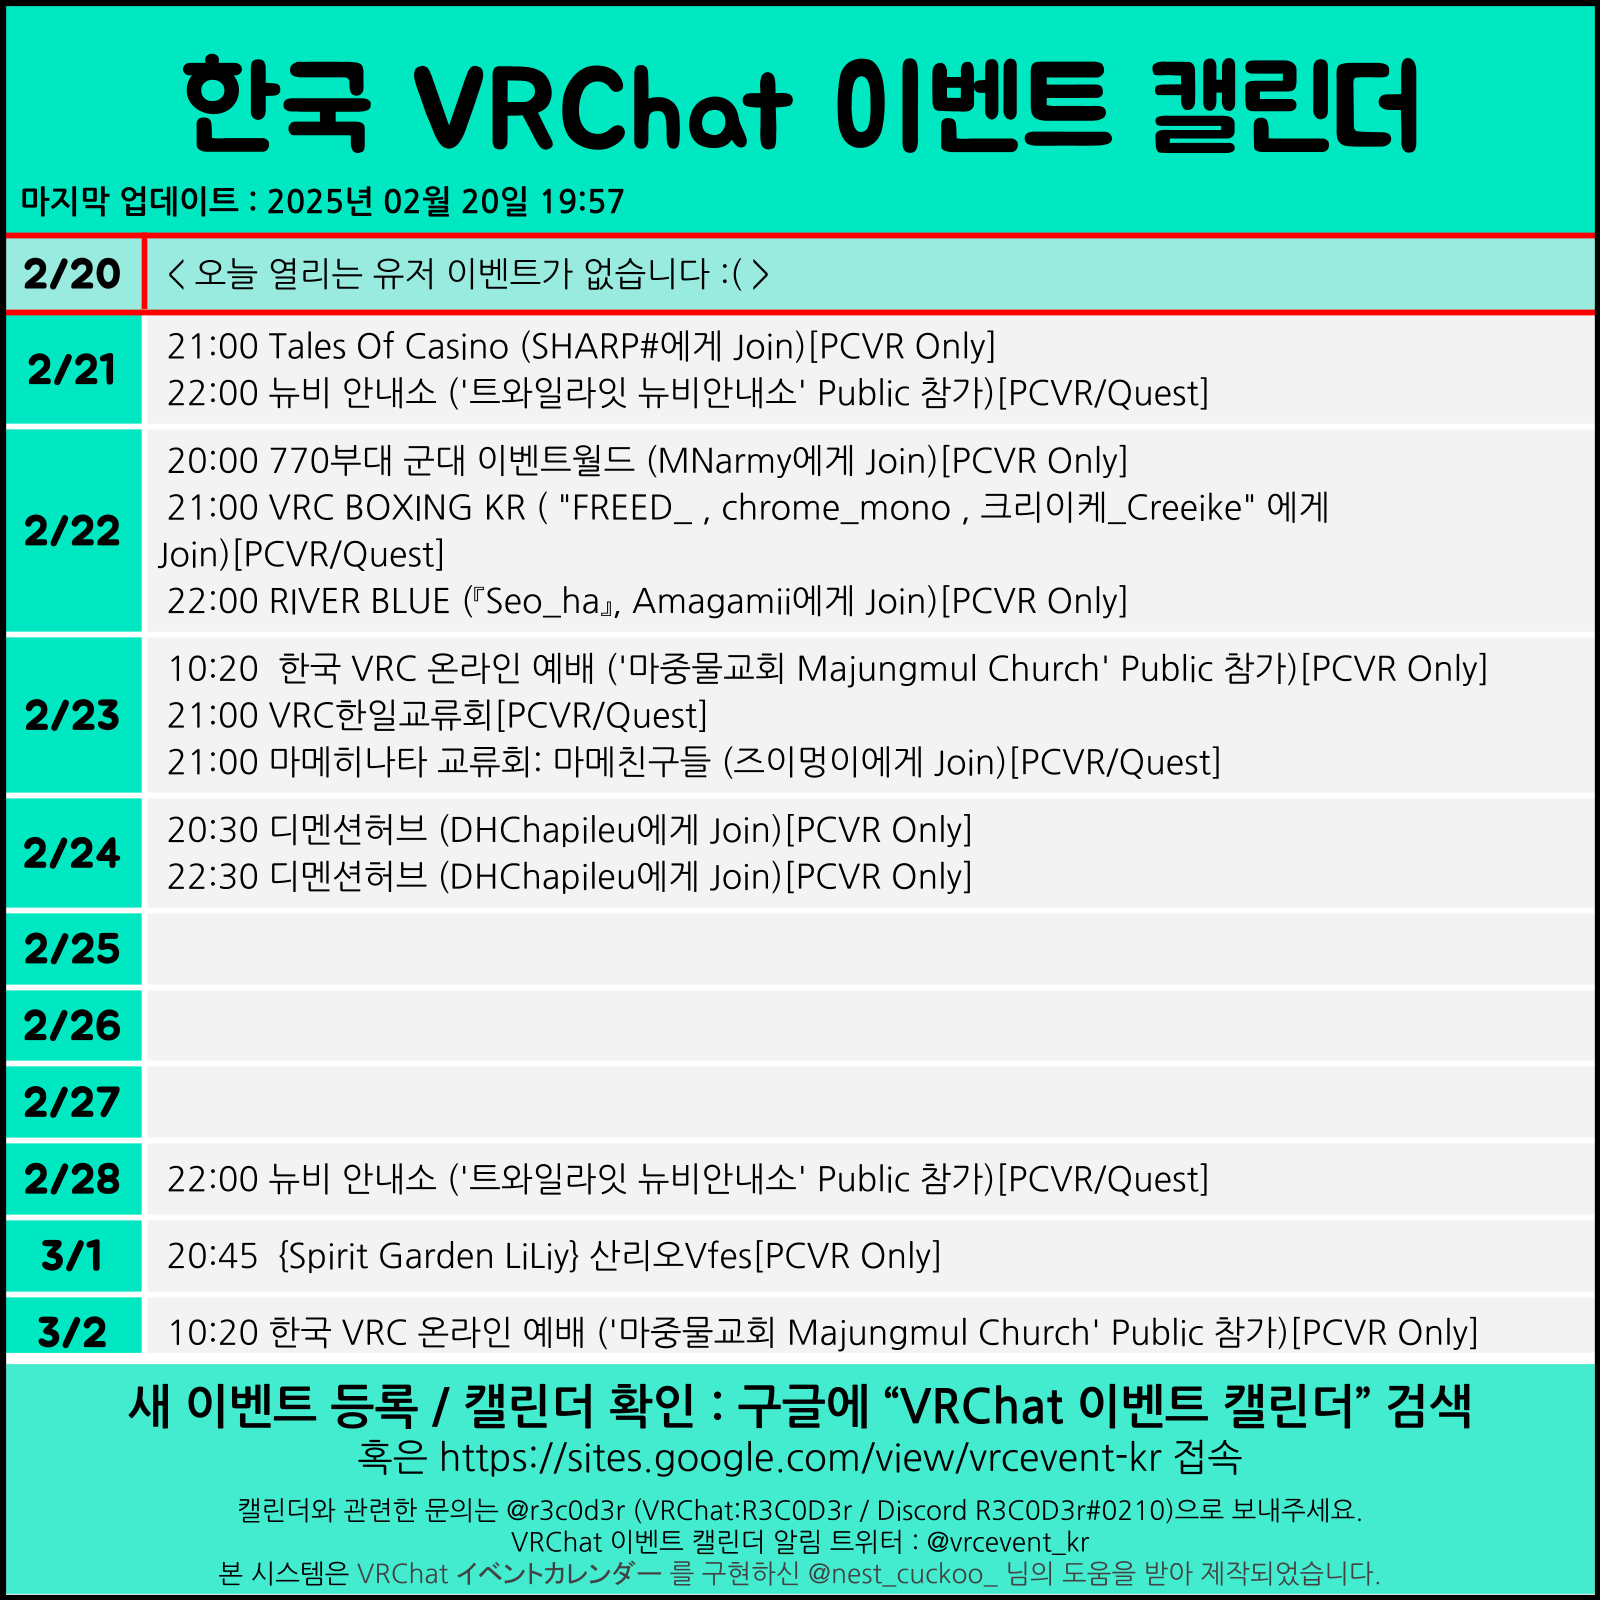 한국 VRChat 이벤트 캘린더
마지막 업데이트 : 2025년 02월 20일 19:57
2/20
< 오늘 열리는 유저 이벤트가 없습니다 :( >
2/21
21:00 Tales Of Casino (SHARP#에게 Join)[PCVR Only]
22:00 뉴비 안내소 ('트와일라잇 뉴비안내소' Public 참가)[PCVR/Quest]
2/22
20:00 770부대 군대 이벤트월드 (MNarmy에게 Join)[PCVR Only]
21:00 VRC BOXING KR ( "FREED_ , chrome_mono , 크리이케_Creeike" 에게
Join)[PCVR/Quest]
22:00 RIVER BLUE (『Seo_ha』, Amagamii에게 Join)[PCVR Only]
2/23
10:20  한국 VRC 온라인 예배 ('마중물교회 Majungmul Church' Public 참가)[PCVR Only]
21:00 VRC한일교류회[PCVR/Quest]
21:00 마메히나타 교류회: 마메친구들 (즈이멍이에게 Join)[PCVR/Quest]
2/24
20:30 디멘션허브 (DHChapileu에게 Join)[PCVR Only]
22:30 디멘션허브 (DHChapileu에게 Join)[PCVR Only]
2/25
2/26
2/27
2/28
22:00 뉴비 안내소 ('트와일라잇 뉴비안내소' Public 참가)[PCVR/Quest]
3/1
20:45  {Spirit Garden LiLiy} 산리오Vfes[PCVR Only]
3/2
10:20 한국 VRC 온라인 예배 ('마중물교회 Majungmul Church' Public 참가)[PCVR Only]
새 이벤트 등록 / 캘린더 확인 : 구글에 “VRChat 이벤트 캘린더” 검색
혹은 https://sites.google.com/view/vrcevent-kr 접속
캘린더와 관련한 문의는 @r3c0d3r (VRChat:R3C0D3r / Discord R3C0D3r#0210)으로 보내주세요.
VRChat 이벤트 캘린더 알림 트위터 : @vrcevent_kr
본 시스템은 VRChat イベントカレンダー 를 구현하신 @nest_cuckoo_ 님의 도움을 받아 제작되었습니다.